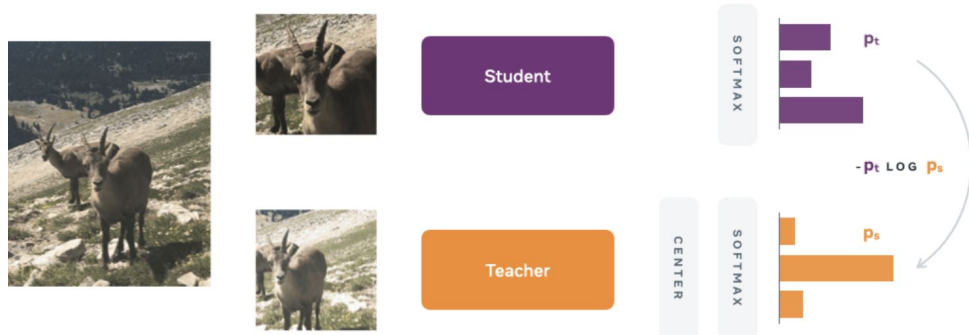 Student
SOFTMAX
pt
-pt LOG ps
Teacher
CENTER
SOFTMAX
ps